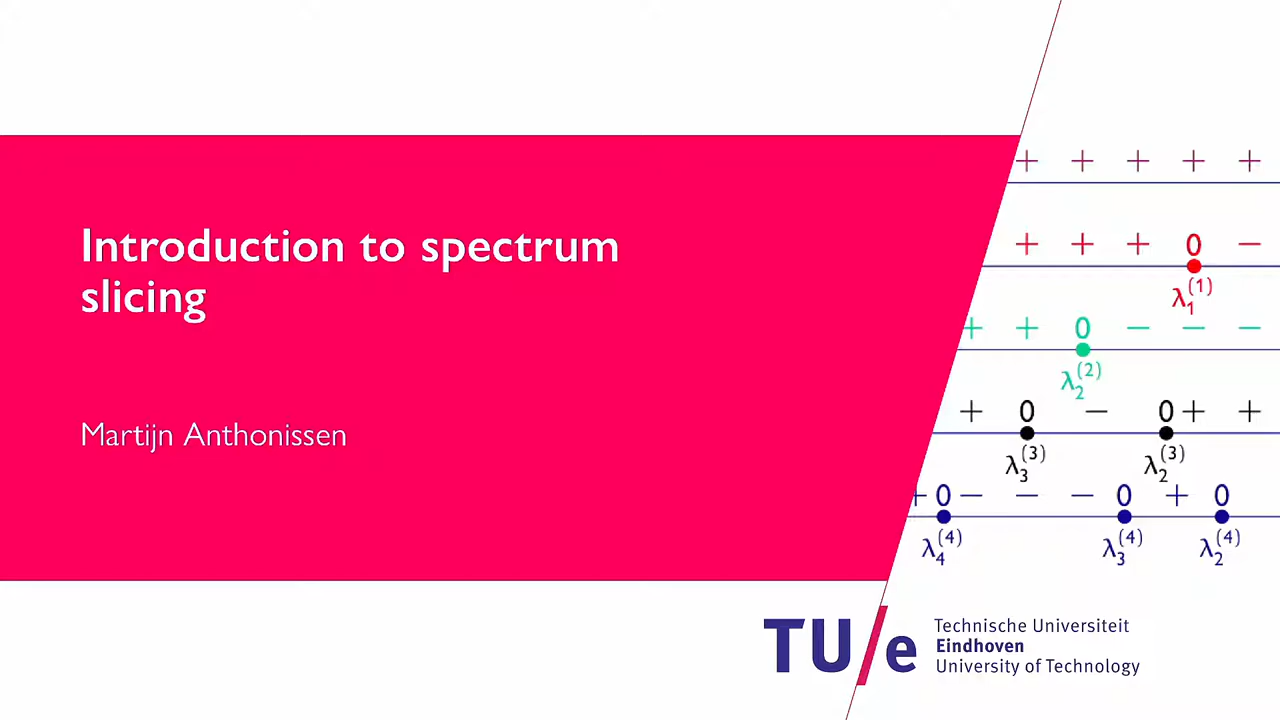 Introduction to spectrum
slicing
Martijn Anthonissen
+ + + + +
+ + + 0 −
λ₁⁽¹⁾
+ + 0 − − −
λ₂⁽²⁾
+ 0 − 0 + +
λ₃⁽³⁾ λ₂⁽³⁾
+ 0 − − − 0 + 0
λ₄⁽⁴⁾ λ₃⁽⁴⁾ λ₂⁽⁴⁾
TU/e
Technische Universiteit
Eindhoven
University of Technology